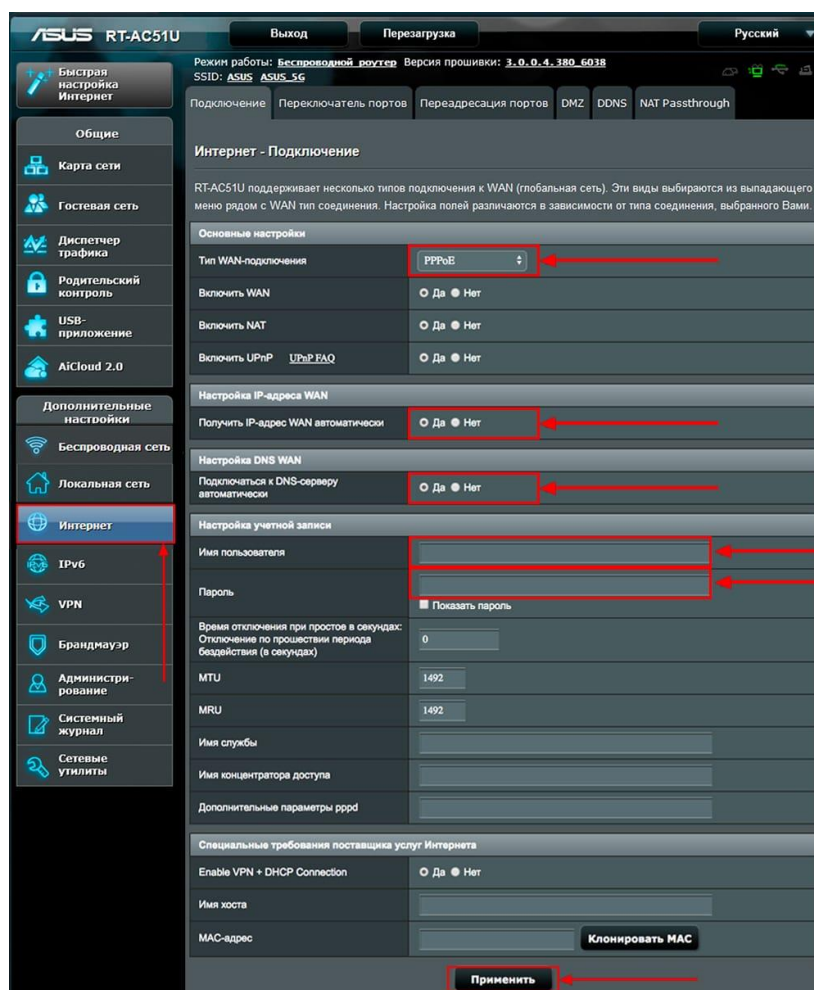 ASUS RT-AC51U
Выход
Перезагрузка
Русский
Режим работы: Беспроводной роутер Версия прошивки: 3.0.0.4.380_6038
SSID: ASUS ASUS_5G
Быстрая
настройка
Интернет
Общие
Карта сети
Гостевая сеть
Диспетчер
трафика
Родительский
контроль
USB-
приложение
AiCloud 2.0
Дополнительные
настройки
Беспроводная сеть
Локальная сеть
Интернет
IPv6
VPN
Брандмауэр
Администри-
рование
Системный
журнал
Сетевые
утилиты
Подключение
Переключатель портов
Переадресация портов
DMZ
DDNS
NAT Passthrough
Интернет - Подключение
RT-AC51U поддерживает несколько типов подключения к WAN (глобальная сеть). Эти виды выбираются из выпадающего
меню рядом с WAN тип соединения. Настройка полей различаются в зависимости от типа соединения, выбранного Вами.
Основные настройки
Тип WAN-подключения
PPPoE
Включить WAN
Да Нет
Включить NAT
Да Нет
Включить UPnP UPnP FAQ
Да Нет
Настройка IP-адреса WAN
Получить IP-адрес WAN автоматически
Да Нет
Настройка DNS WAN
Подключаться к DNS-серверу
автоматически
Да Нет
Настройка учетной записи
Имя пользователя
Пароль
Показать пароль
Время отключения при простое в секундах:
Отключение по прошествии периода
бездействия (в секундах)
0
MTU
1492
MRU
1492
Имя службы
Имя концентратора доступа
Дополнительные параметры pppd
Специальные требования поставщика услуг Интернета
Enable VPN + DHCP Connection
Да Нет
Имя хоста
MAC-адрес
Клонировать MAC
Применить